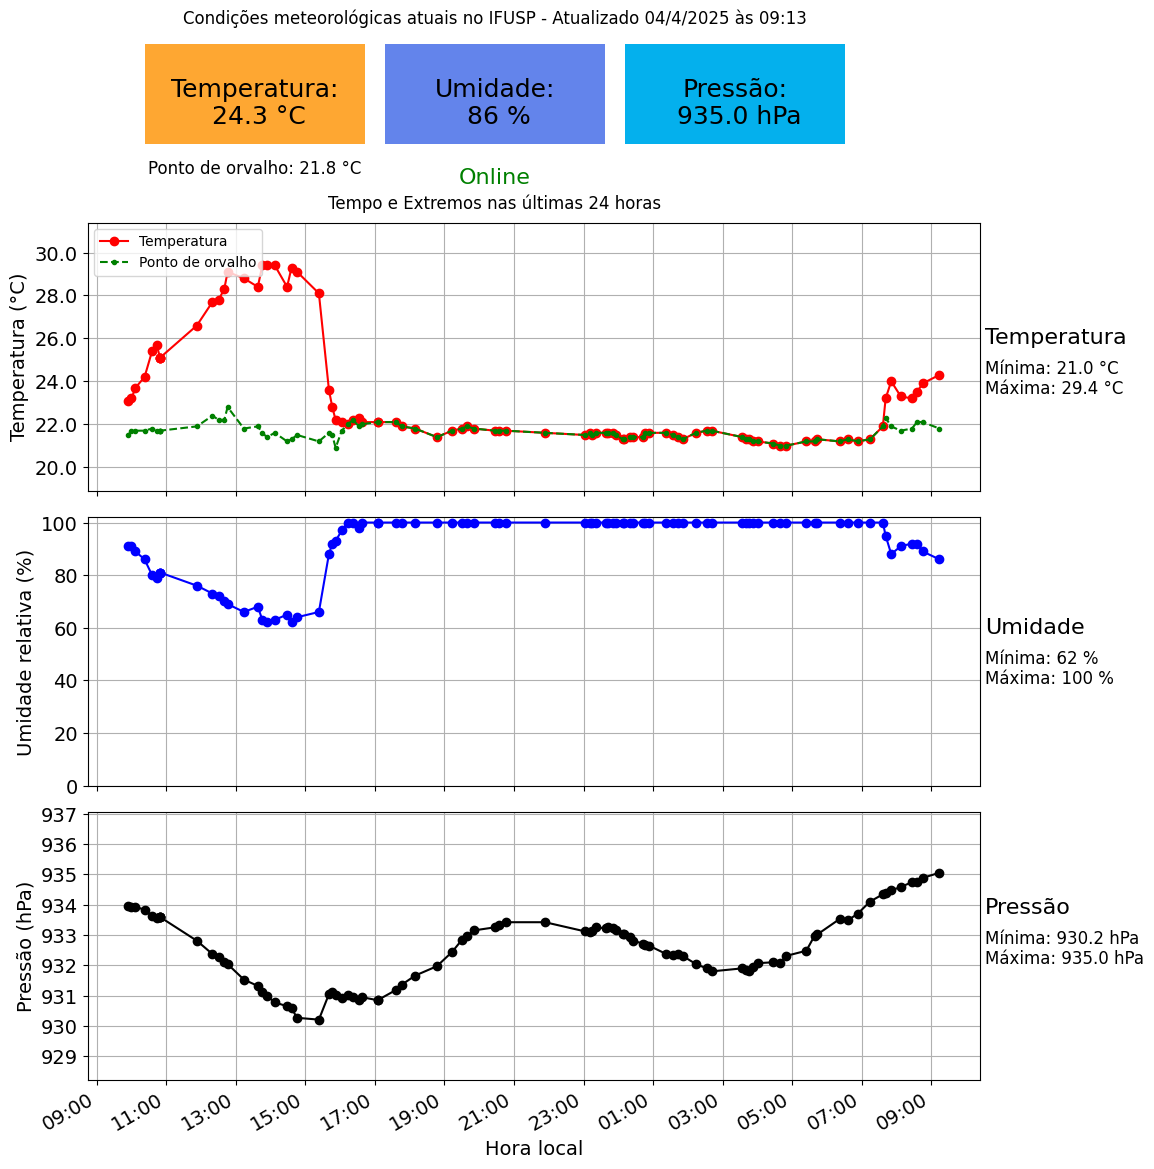 Condições meteorológicas atuais no IFUSP - Atualizado 04/4/2025 às 09:13
Temperatura:
24.3 °C
Umidade:
86 %
Pressão:
935.0 hPa
Ponto de orvalho: 21.8 °C
Online
Tempo e Extremos nas últimas 24 horas
Temperatura
Ponto de orvalho
Temperatura (°C)
30.0
28.0
26.0
24.0
22.0
20.0
Temperatura
Mínima: 21.0 °C
Máxima: 29.4 °C
Umidade relativa (%)
100
80
60
40
20
0
Umidade
Mínima: 62 %
Máxima: 100 %
Pressão (hPa)
937
936
935
934
933
932
931
930
929
Pressão
Mínima: 930.2 hPa
Máxima: 935.0 hPa
09:00
11:00
13:00
15:00
17:00
19:00
21:00
23:00
01:00
03:00
05:00
07:00
09:00
Hora local